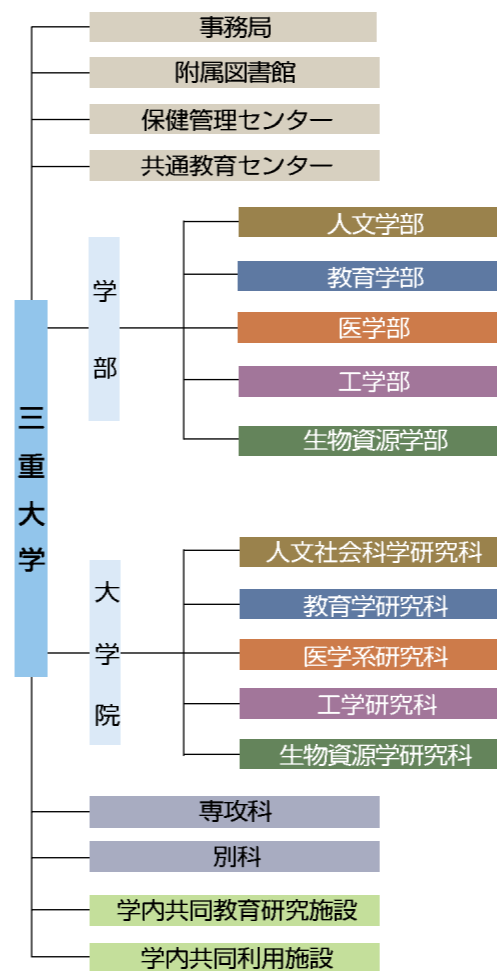 事務局
附属図書館
保健管理センター
共通教育センター
学部
人文学部
教育学部
医学部
工学部
生物資源学部
三重大学
大学院
人文社会科学研究科
教育学研究科
医学系研究科
工学研究科
生物資源学研究科
専攻科
別科
学内共同教育研究施設
学内共同利用施設